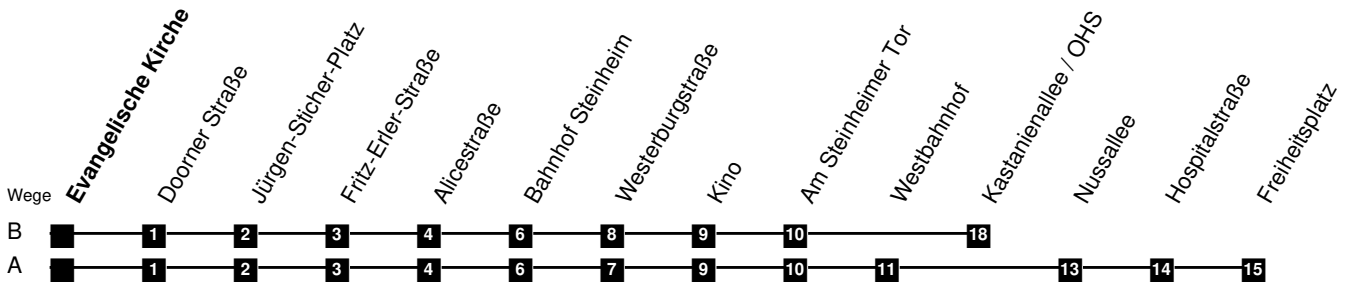 Evangelische Kirche
Doorner Straße
Jürgen-Sticher-Platz
Fritz-Erler-Straße
Alicestraße
Bahnhof Steinheim
Westerburgstraße
Kino
Am Steinheimer Tor
Westbahnhof
Kastanienallee / OHS
Nussallee
Hospitalstraße
Freiheitsplatz
Wege
B 1 2 3 4 6 8 9 10 18
A 1 2 3 4 6 7 9 10 11 13 14 15